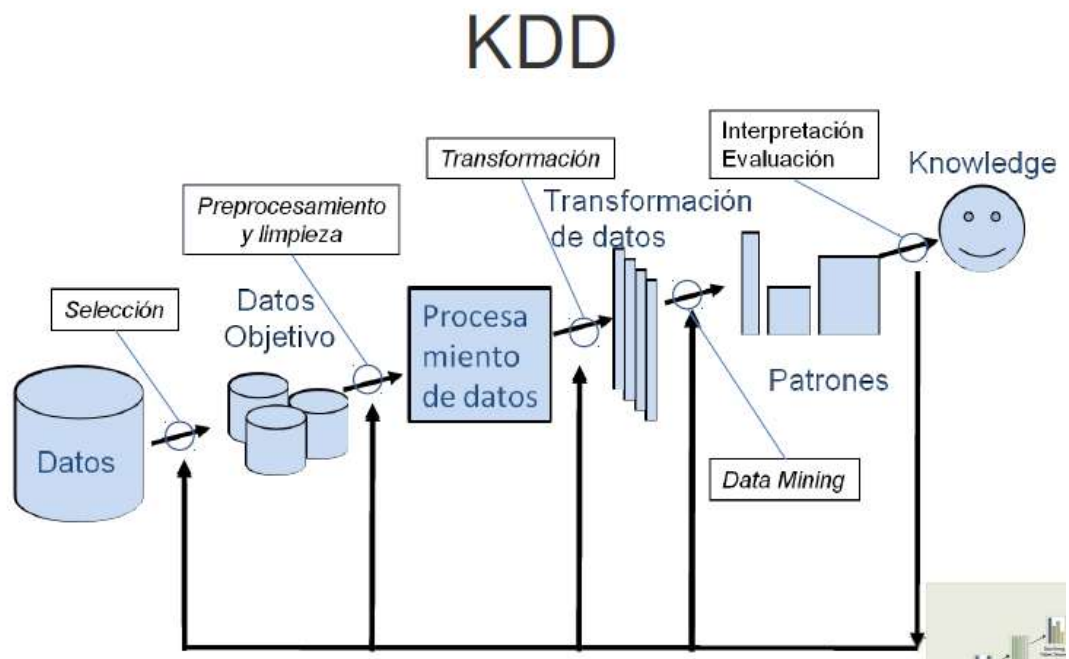 KDD
Interpretación
Evaluación
Knowledge
Transformación
Transformación
de datos
Preprocesamiento
y limpieza
Selección
Datos
Objetivo
Procesa
miento
de datos
Patrones
Datos
Data Mining